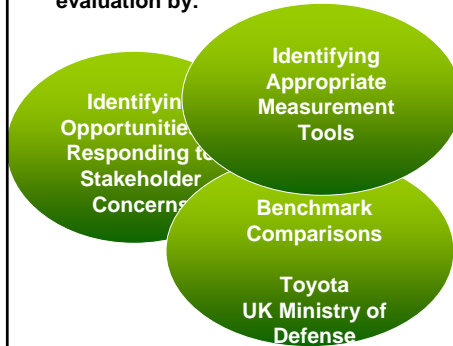 evaluation by:
Identifying
Appropriate
Measurement
Tools
Identifyin
Opportunitie
Responding to
Stakeholder
Concerns
Benchmark
Comparisons
Toyota
UK Ministry of
Defense